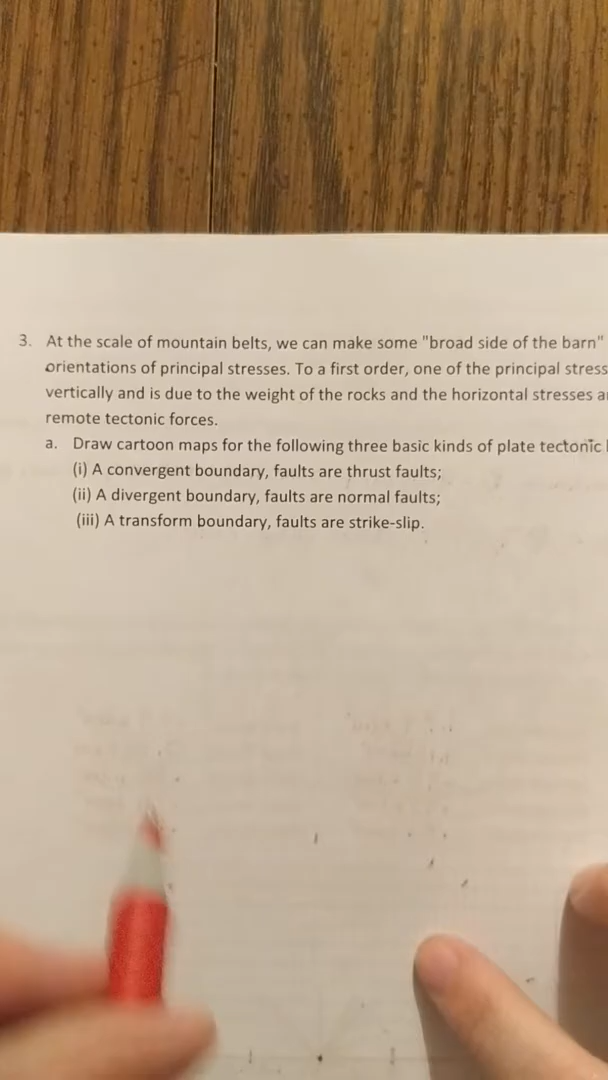 3. At the scale of mountain belts, we can make some "broad side of the barn"
orientations of principal stresses. To a first order, one of the principal stress
vertically and is due to the weight of the rocks and the horizontal stresses
remote tectonic forces.
a. Draw cartoon maps for the following three basic kinds of plate tectonic
(i) A convergent boundary, faults are thrust faults;
(ii) A divergent boundary, faults are normal faults;
(iii) A transform boundary, faults are strike-slip.